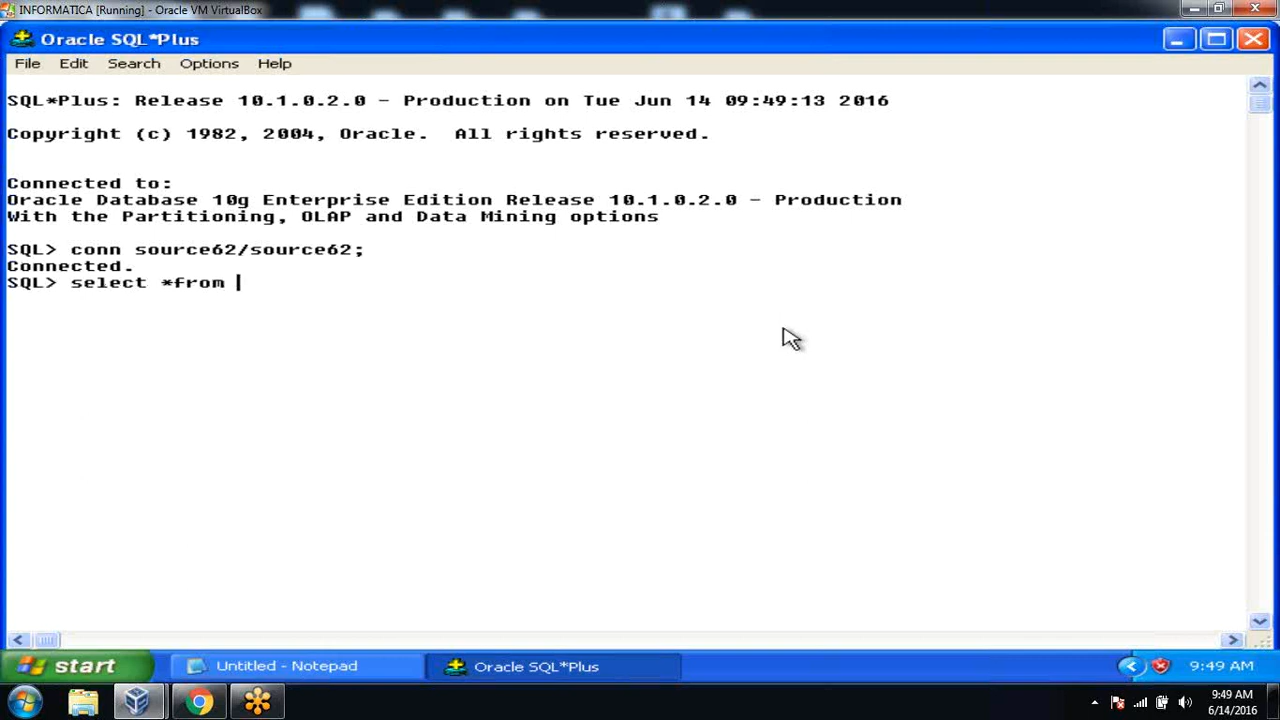 INFORMATICA [Running] - Oracle VM VirtualBox
Oracle SQL*Plus
File Edit Search Options Help
SQL*Plus: Release 10.1.0.2.0 - Production on Tue Jun 14 09:49:13 2016
Copyright (c) 1982, 2004, Oracle.  All rights reserved.
Connected to:
Oracle Database 10g Enterprise Edition Release 10.1.0.2.0 - Production
With the Partitioning, OLAP and Data Mining options
SQL> conn source62/source62;
Connected.
SQL> select *from
start Untitled - Notepad Oracle SQL*Plus 9:49 AM
9:49 AM
6/14/2016